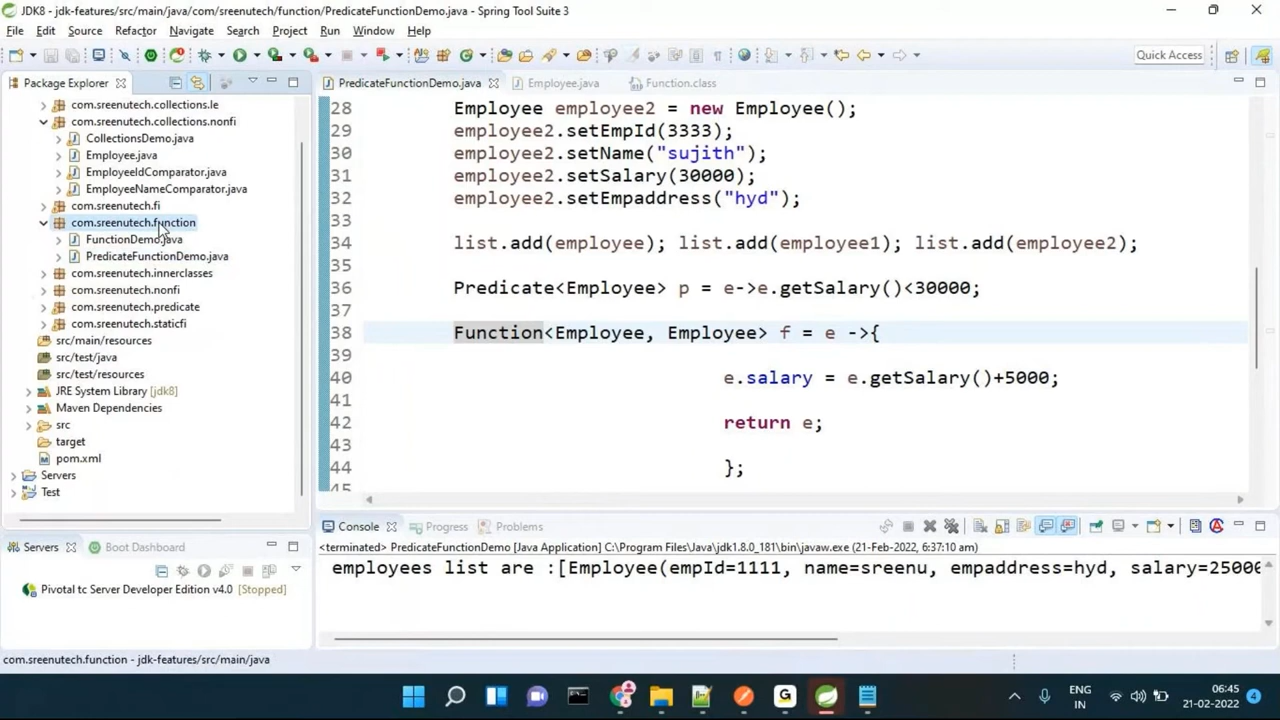 JDK8 - jdk-features/src/main/java/com/sreenutech/function/PredicateFunctionDemo.java - Spring Tool Suite 3
File Edit Source Refactor Navigate Search Project Run Window Help
Quick Access
Package Explorer
com.sreenutech.collections.le
com.sreenutech.collections.nonfi
CollectionsDemo.java
Employee.java
EmployeeIdComparator.java
EmployeeNameComparator.java
com.sreenutech.fi
com.sreenutech.function
FunctionDemo.java
PredicateFunctionDemo.java
com.sreenutech.innerclasses
com.sreenutech.nonfi
com.sreenutech.predicate
com.sreenutech.staticfi
src/main/resources
src/test/java
src/test/resources
JRE System Library [jdk8]
Maven Dependencies
src
target
pom.xml
Servers
Test
PredicateFunctionDemo.java Employee.java Function.class
28 Employee employee2 = new Employee();
29 employee2.setEmpId(3333);
30 employee2.setName("sujith");
31 employee2.setSalary(30000);
32 employee2.setEmpaddress("hyd");
33
34 list.add(employee); list.add(employee1); list.add(employee2);
35
36 Predicate<Employee> p = e->e.getSalary()<30000;
37
38 Function<Employee, Employee> f = e ->{
39
40 e.salary = e.getSalary()+5000;
41
42 return e;
43
44 };
45
Servers Boot Dashboard
Pivotal tc Server Developer Edition v4.0 [Stopped]
Console Progress Problems
<terminated> PredicateFunctionDemo [Java Application] C:\Program Files\Java\jdk1.8.0_181\bin\javaw.exe (21-Feb-2022, 6:37:10 am)
employees list are :[Employee(empId=1111, name=sreenu, empaddress=hyd, salary=25000
com.sreenutech.function - jdk-features/src/main/java
ENG
IN
06:45
21-02-2022
4